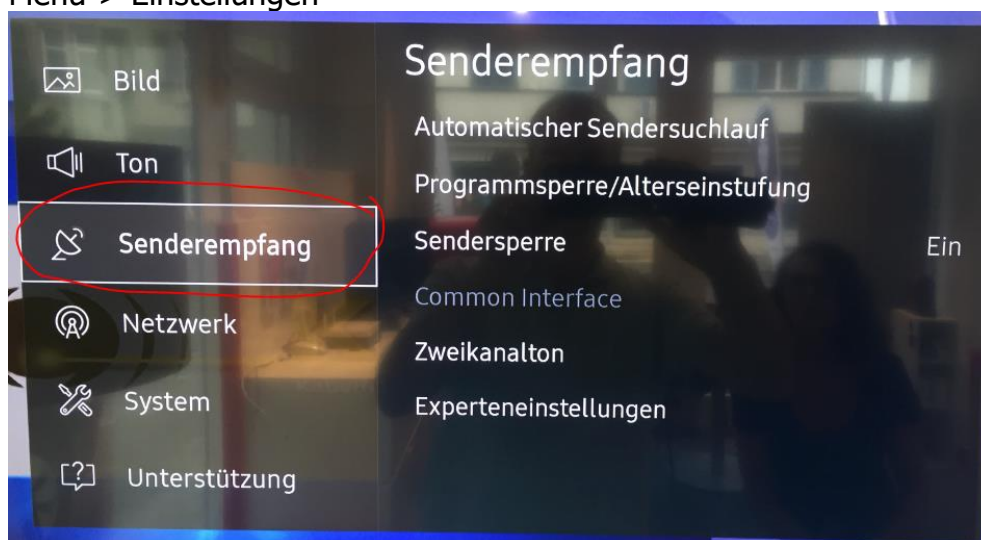 Menü > Einstellungen
Bild
Ton
Senderempfang
Netzwerk
System
Unterstützung
Senderempfang
Automatischer Sendersuchlauf
Programmsperre/Alterseinstufung
Sendersperre Ein
Common Interface
Zweikanalton
Experteneinstellungen